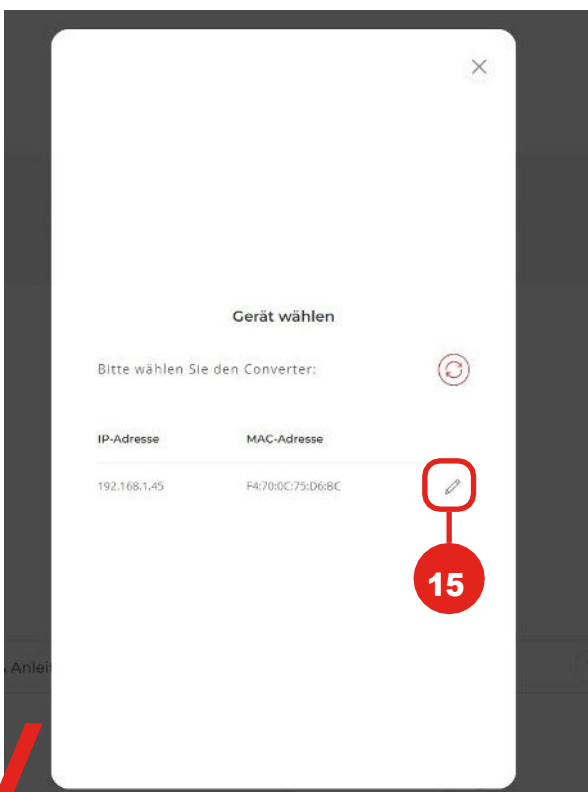 Gerät wählen
Bitte wählen Sie den Converter:
IP-Adresse MAC-Adresse
192.168.1.45 F4:70:0C:75:D6:BC
15
Anleit